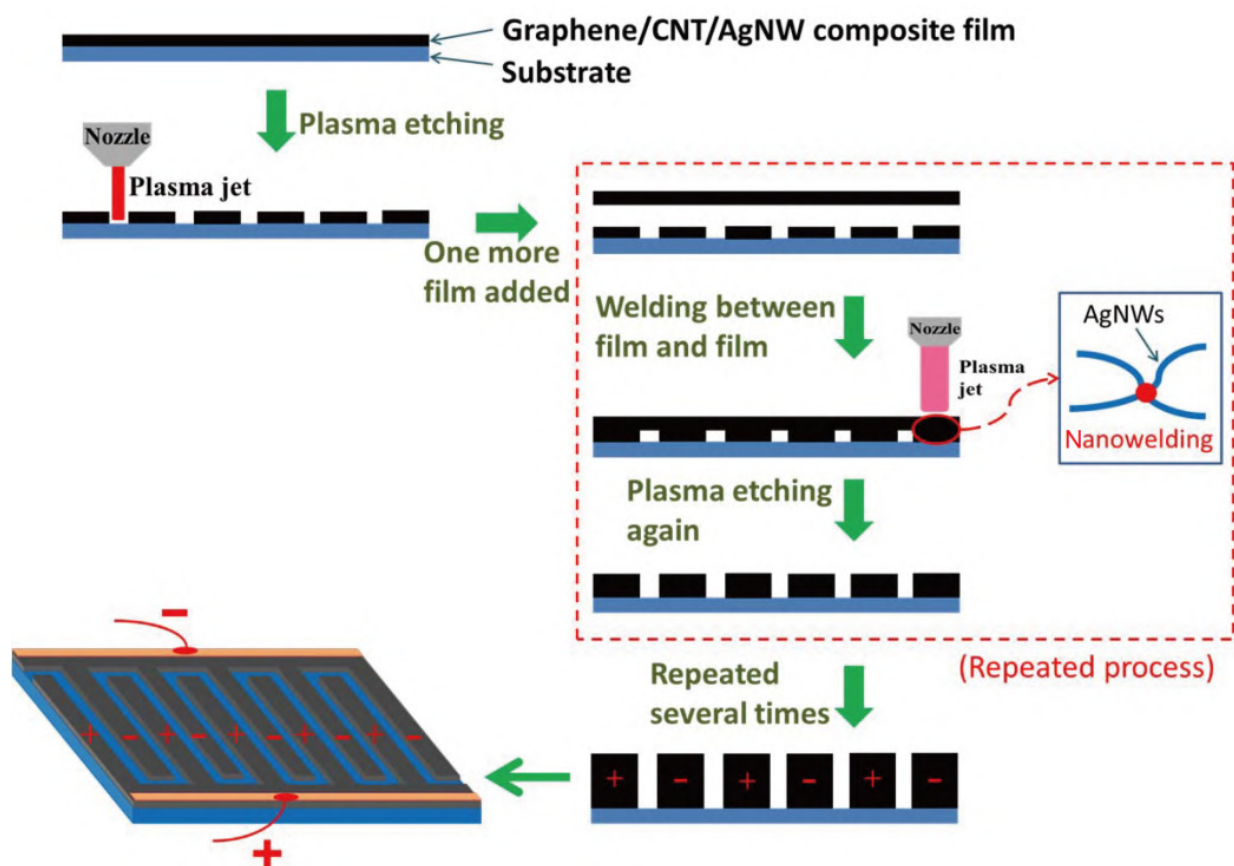 Graphene/CNT/AgNW composite film
Substrate
Plasma etching
Nozzle
Plasma jet
One more
film added
Welding between
film and film
Nozzle
Plasma
jet
AgNWs
Nanowelding
Plasma etching
again
(Repeated process)
Repeated
several times
+ - + - + -
-
+ - + - + - + - + -
+